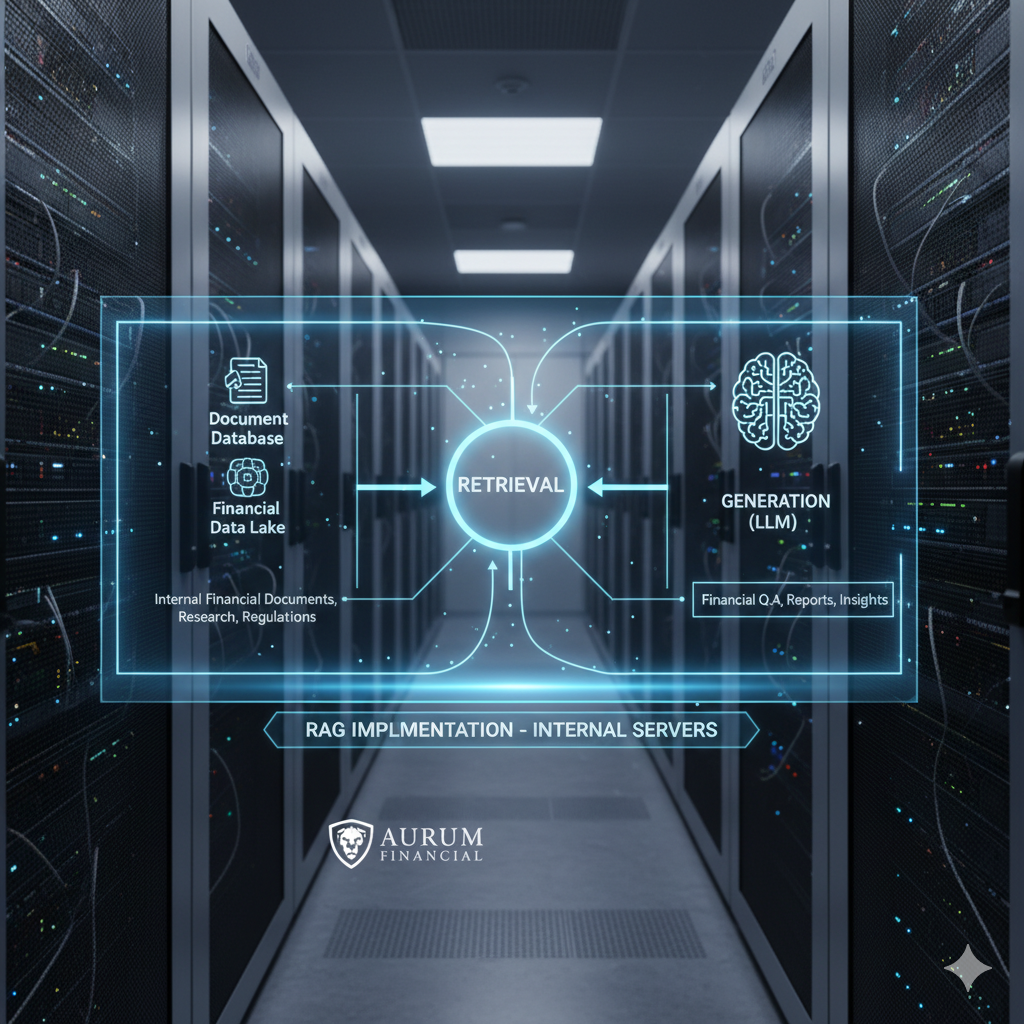 Document
Database
Financial
Data Lake
Internal Financial Documents,
Research, Regulations
RETRIEVAL
GENERATION
(LLM)
Financial Q.A, Reports, Insights
RAG IMPLMENTATION - INTERNAL SERVERS
AURUM
FINANCIAL